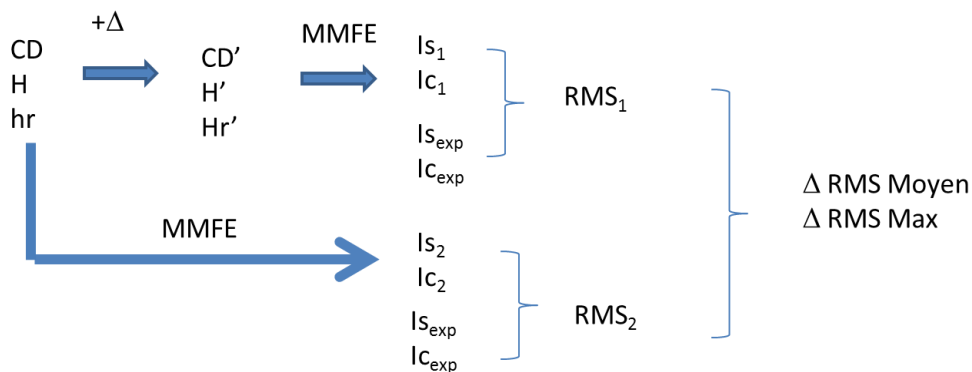 CD
H
hr
+Δ
CD’
H’
Hr’
MMFE
Is₁
Ic₁
Is_exp
Ic_exp
RMS₁
MMFE
Is₂
Ic₂
Is_exp
Ic_exp
RMS₂
Δ RMS Moyen
Δ RMS Max